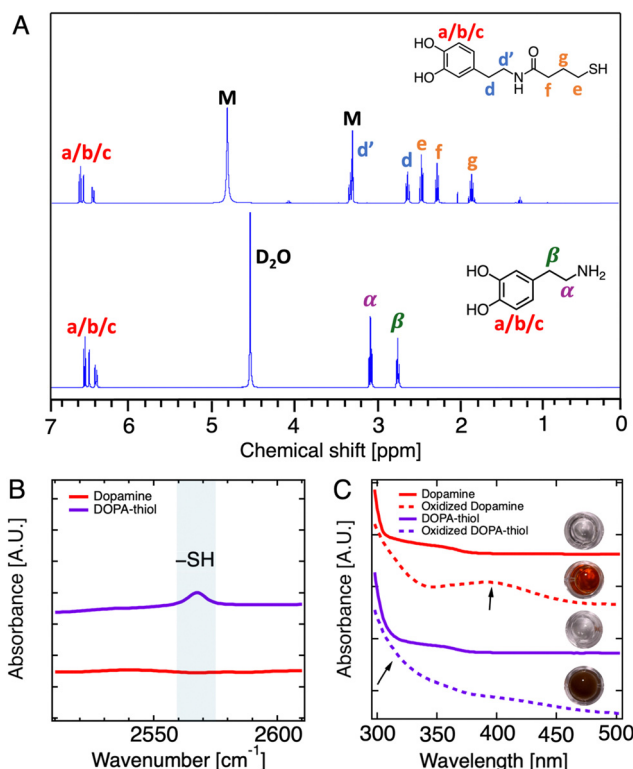 A
a/b/c
HO
HO
d
d'
N
H
O
f
g
e
SH
M
M
a/b/c
d'
d
e
f
g
D₂O
β
NH₂
HO
HO
α
a/b/c
a/b/c
α
β
7 6 5 4 3 2 1 0
Chemical shift [ppm]
B
Dopamine
DOPA-thiol
–SH
Absorbance [A.U.]
2550 2600
Wavenumber [cm⁻¹]
C
Dopamine
Oxidized Dopamine
DOPA-thiol
Oxidized DOPA-thiol
Absorbance [A.U.]
300 350 400 450 500
Wavelength [nm]